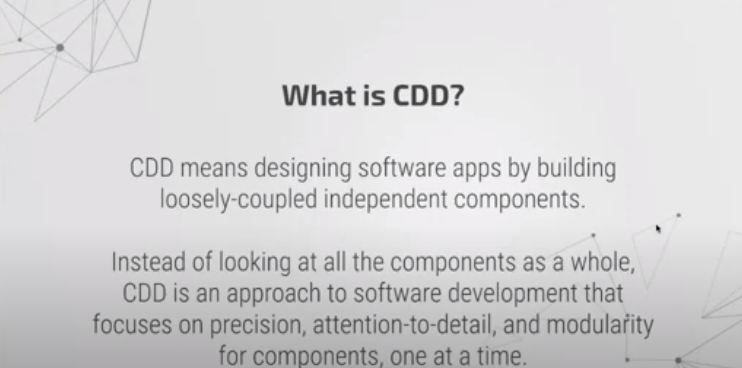 What is CDD?
CDD means designing software apps by building
loosely-coupled independent components.
Instead of looking at all the components as a whole,
CDD is an approach to software development that
focuses on precision, attention-to-detail, and modularity
for components, one at a time.